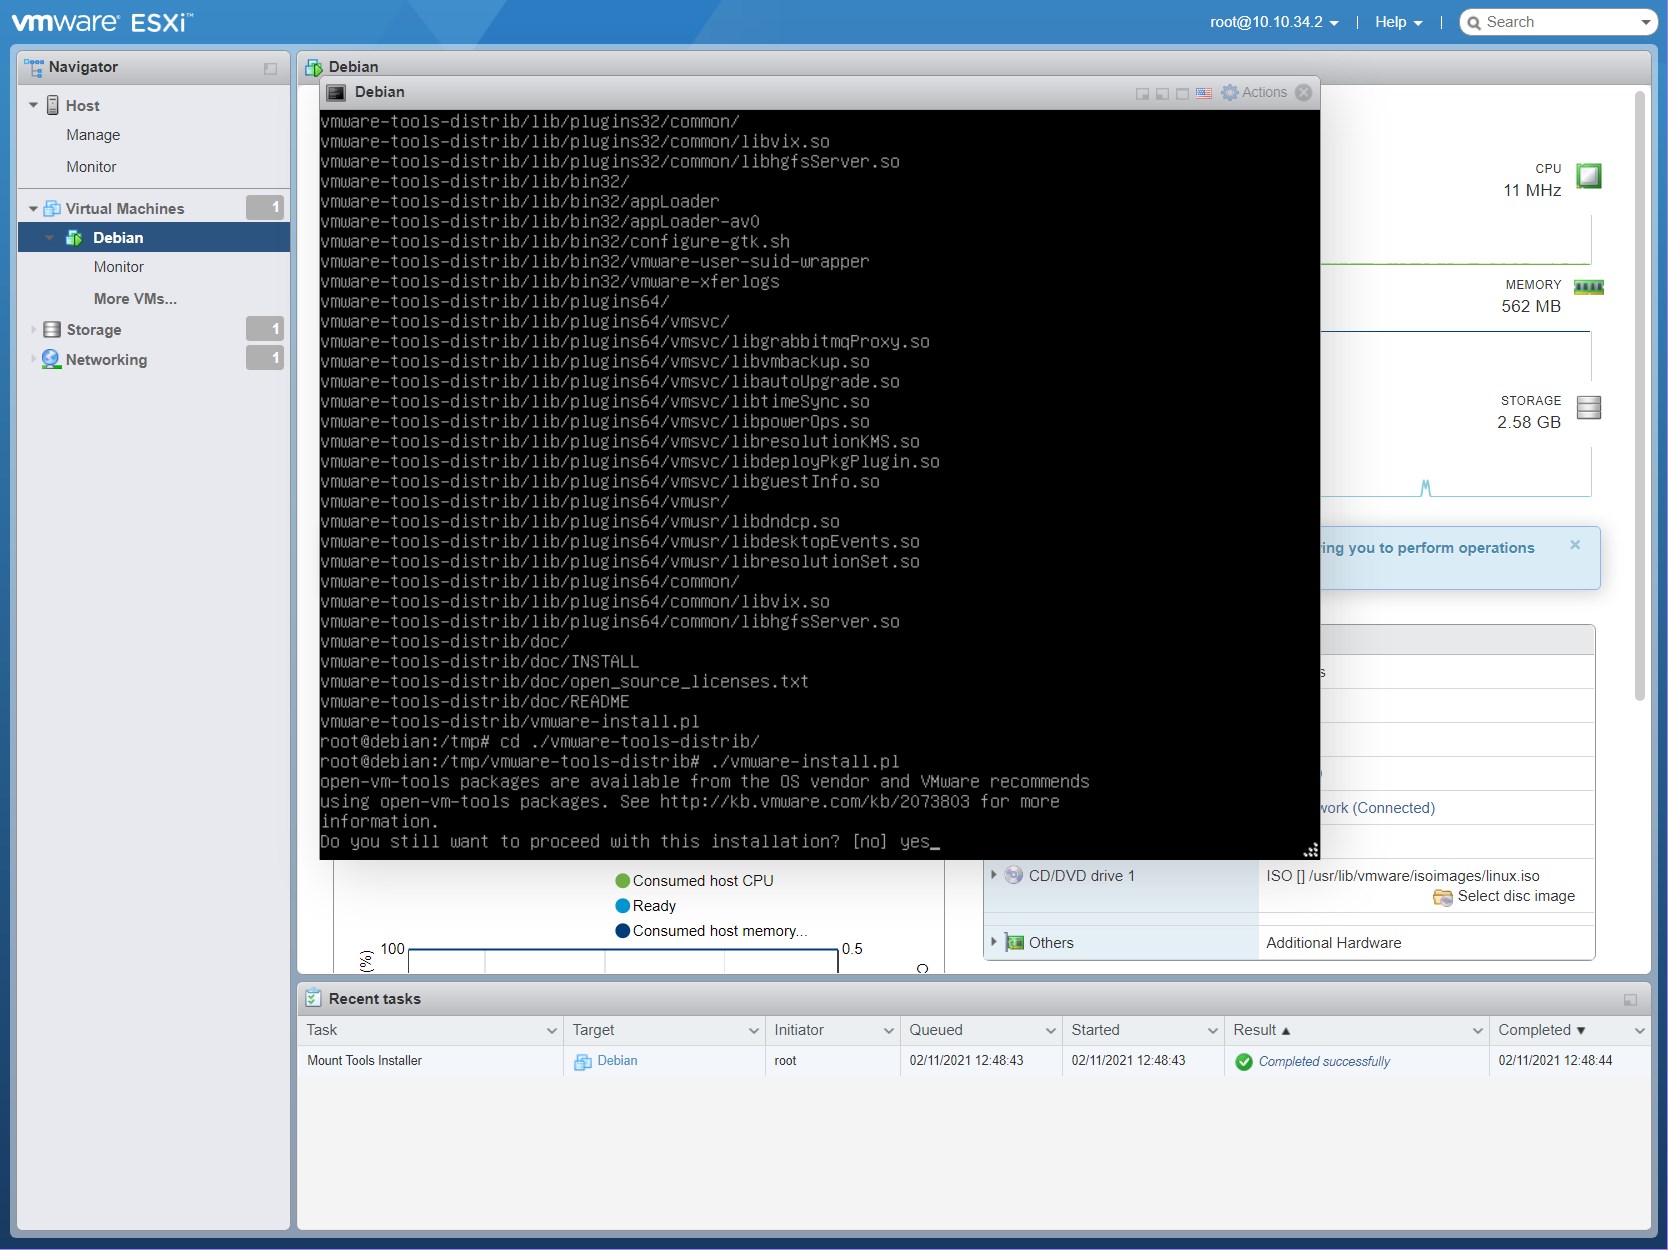 vmware ESXi™
root@10.10.34.2
Help
Search
Navigator
Host
Manage
Monitor
Virtual Machines
1
Debian
Monitor
More VMs...
Storage
1
Networking
1
Debian
Debian
Actions
vmware-tools-distrib/lib/plugins32/common/
vmware-tools-distrib/lib/plugins32/common/libvix.so
vmware-tools-distrib/lib/plugins32/common/libhgfsServer.so
vmware-tools-distrib/lib/bin32/
vmware-tools-distrib/lib/bin32/appLoader
vmware-tools-distrib/lib/bin32/appLoader-av0
vmware-tools-distrib/lib/bin32/configure-gtk.sh
vmware-tools-distrib/lib/bin32/vmware-user-suid-wrapper
vmware-tools-distrib/lib/bin32/vmware-xferlogs
vmware-tools-distrib/lib/plugins64/
vmware-tools-distrib/lib/plugins64/vmsvc/
vmware-tools-distrib/lib/plugins64/vmsvc/libgrabbitmqProxy.so
vmware-tools-distrib/lib/plugins64/vmsvc/libvmbackup.so
vmware-tools-distrib/lib/plugins64/vmsvc/libautoUpgrade.so
vmware-tools-distrib/lib/plugins64/vmsvc/libtimeSync.so
vmware-tools-distrib/lib/plugins64/vmsvc/libpowerOps.so
vmware-tools-distrib/lib/plugins64/vmsvc/libresolutionKMS.so
vmware-tools-distrib/lib/plugins64/vmsvc/libdeployPkgPlugin.so
vmware-tools-distrib/lib/plugins64/vmsvc/libguestInfo.so
vmware-tools-distrib/lib/plugins64/vmusr/
vmware-tools-distrib/lib/plugins64/vmusr/libdndcp.so
vmware-tools-distrib/lib/plugins64/vmusr/libdesktopEvents.so
vmware-tools-distrib/lib/plugins64/vmusr/libresolutionSet.so
vmware-tools-distrib/lib/plugins64/common/
vmware-tools-distrib/lib/plugins64/common/libvix.so
vmware-tools-distrib/lib/plugins64/common/libhgfsServer.so
vmware-tools-distrib/doc/
vmware-tools-distrib/doc/INSTALL
vmware-tools-distrib/doc/open_source_licenses.txt
vmware-tools-distrib/doc/README
vmware-tools-distrib/vmware-install.pl
root@debian:/tmp# cd ./vmware-tools-distrib/
root@debian:/tmp/vmware-tools-distrib# ./vmware-install.pl
open-vm-tools packages are available from the OS vendor and VMware recommends
using open-vm-tools packages. See http://kb.vmware.com/kb/2073803 for more
information.
Do you still want to proceed with this installation? [no] yes_
CPU
11 MHz
MEMORY
562 MB
STORAGE
2.58 GB
ing you to perform operations
work (Connected)
CD/DVD drive 1
ISO [] /usr/lib/vmware/isoimages/linux.iso
Select disc image
Others
Additional Hardware
Consumed host CPU
Ready
Consumed host memory...
(%)
100
0.5
Recent tasks
Task Target Initiator Queued Started Result Completed
Mount Tools Installer Debian root 02/11/2021 12:48:43 02/11/2021 12:48:43 Completed successfully 02/11/2021 12:48:44